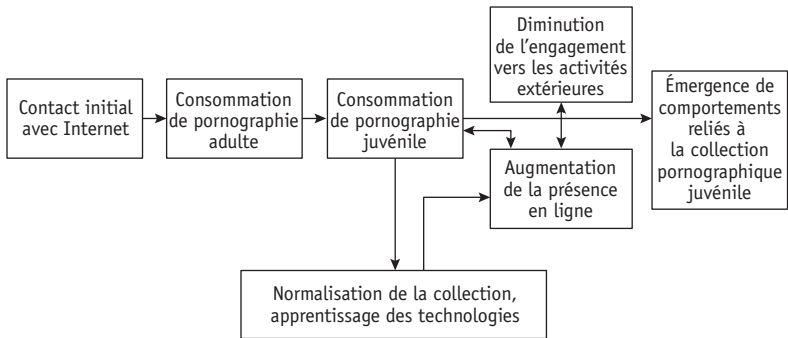 Contact initial
avec Internet
Consommation
de pornographie
adulte
Consommation
de pornographie
juvénile
Diminution
de l'engagement
vers les activités
extérieures
Augmentation
de la présence
en ligne
Émergence de
comportements
reliés à
la collection
pornographique
juvénile
Normalisation de la collection,
apprentissage des technologies